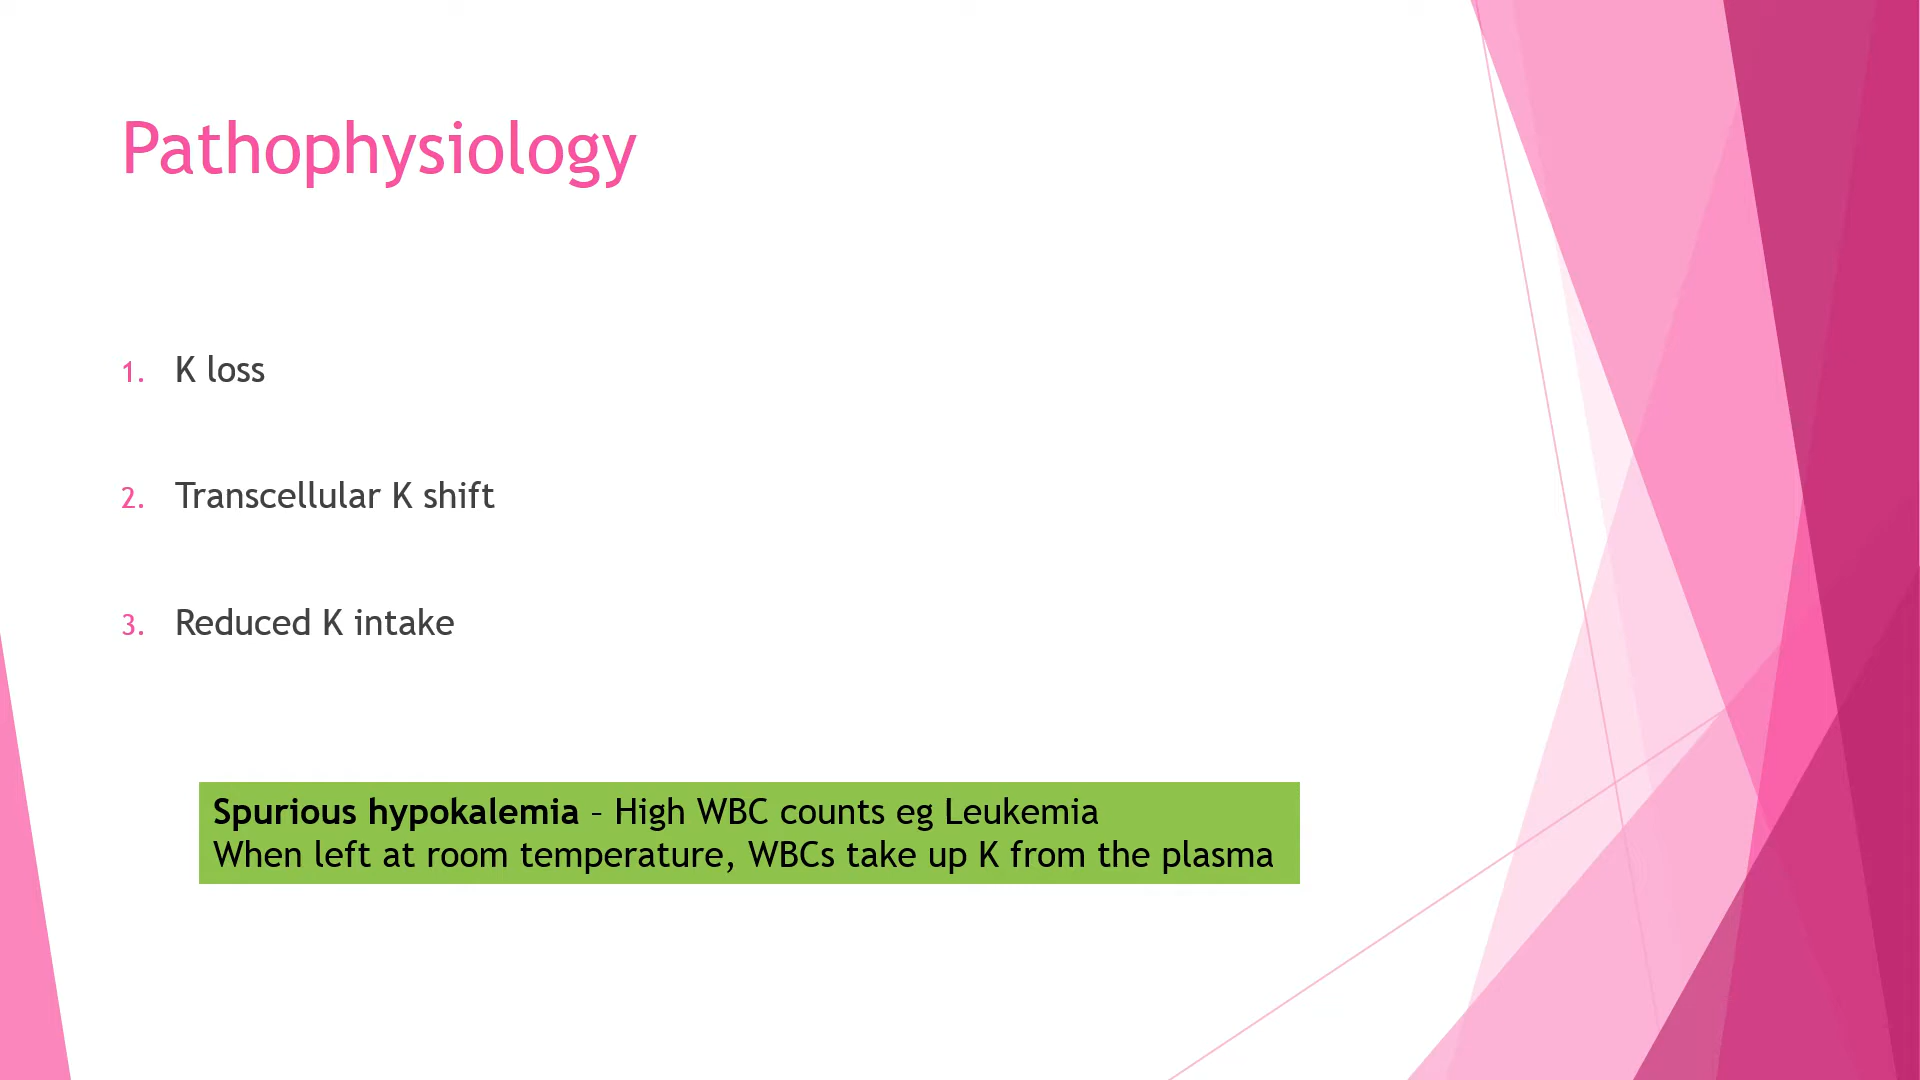 Pathophysiology
1. K loss
2. Transcellular K shift
3. Reduced K intake
Spurious hypokalemia – High WBC counts eg Leukemia
When left at room temperature, WBCs take up K from the plasma